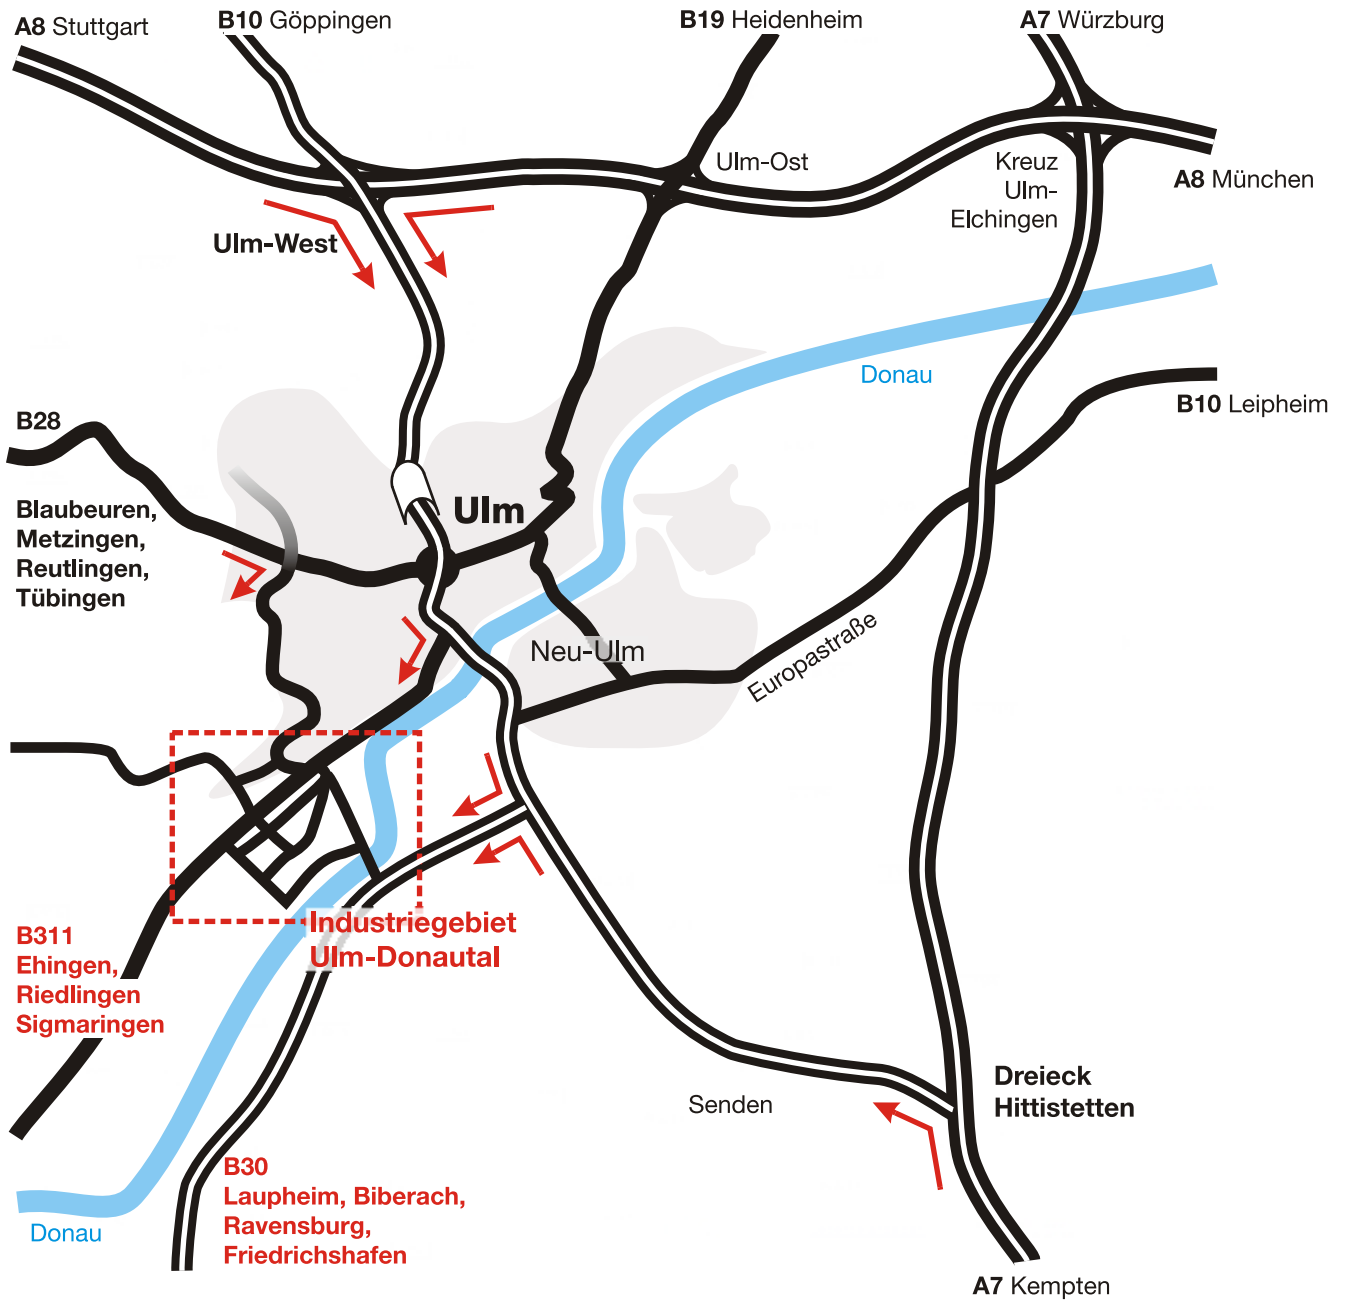 A8 Stuttgart
B10 Göppingen
B19 Heidenheim
A7 Würzburg
Ulm-Ost
Kreuz
Ulm-
Elchingen
A8 München
Ulm-West
Donau
B10 Leipheim
B28
Blaubeuren,
Metzingen,
Reutlingen,
Tübingen
Ulm
Neu-Ulm
Europastraße
Industriegebiet
Ulm-Donautal
B311
Ehingen,
Riedlingen
Sigmaringen
Dreieck
Hittistetten
Senden
B30
Laupheim, Biberach,
Ravensburg,
Friedrichshafen
Donau
A7 Kempten